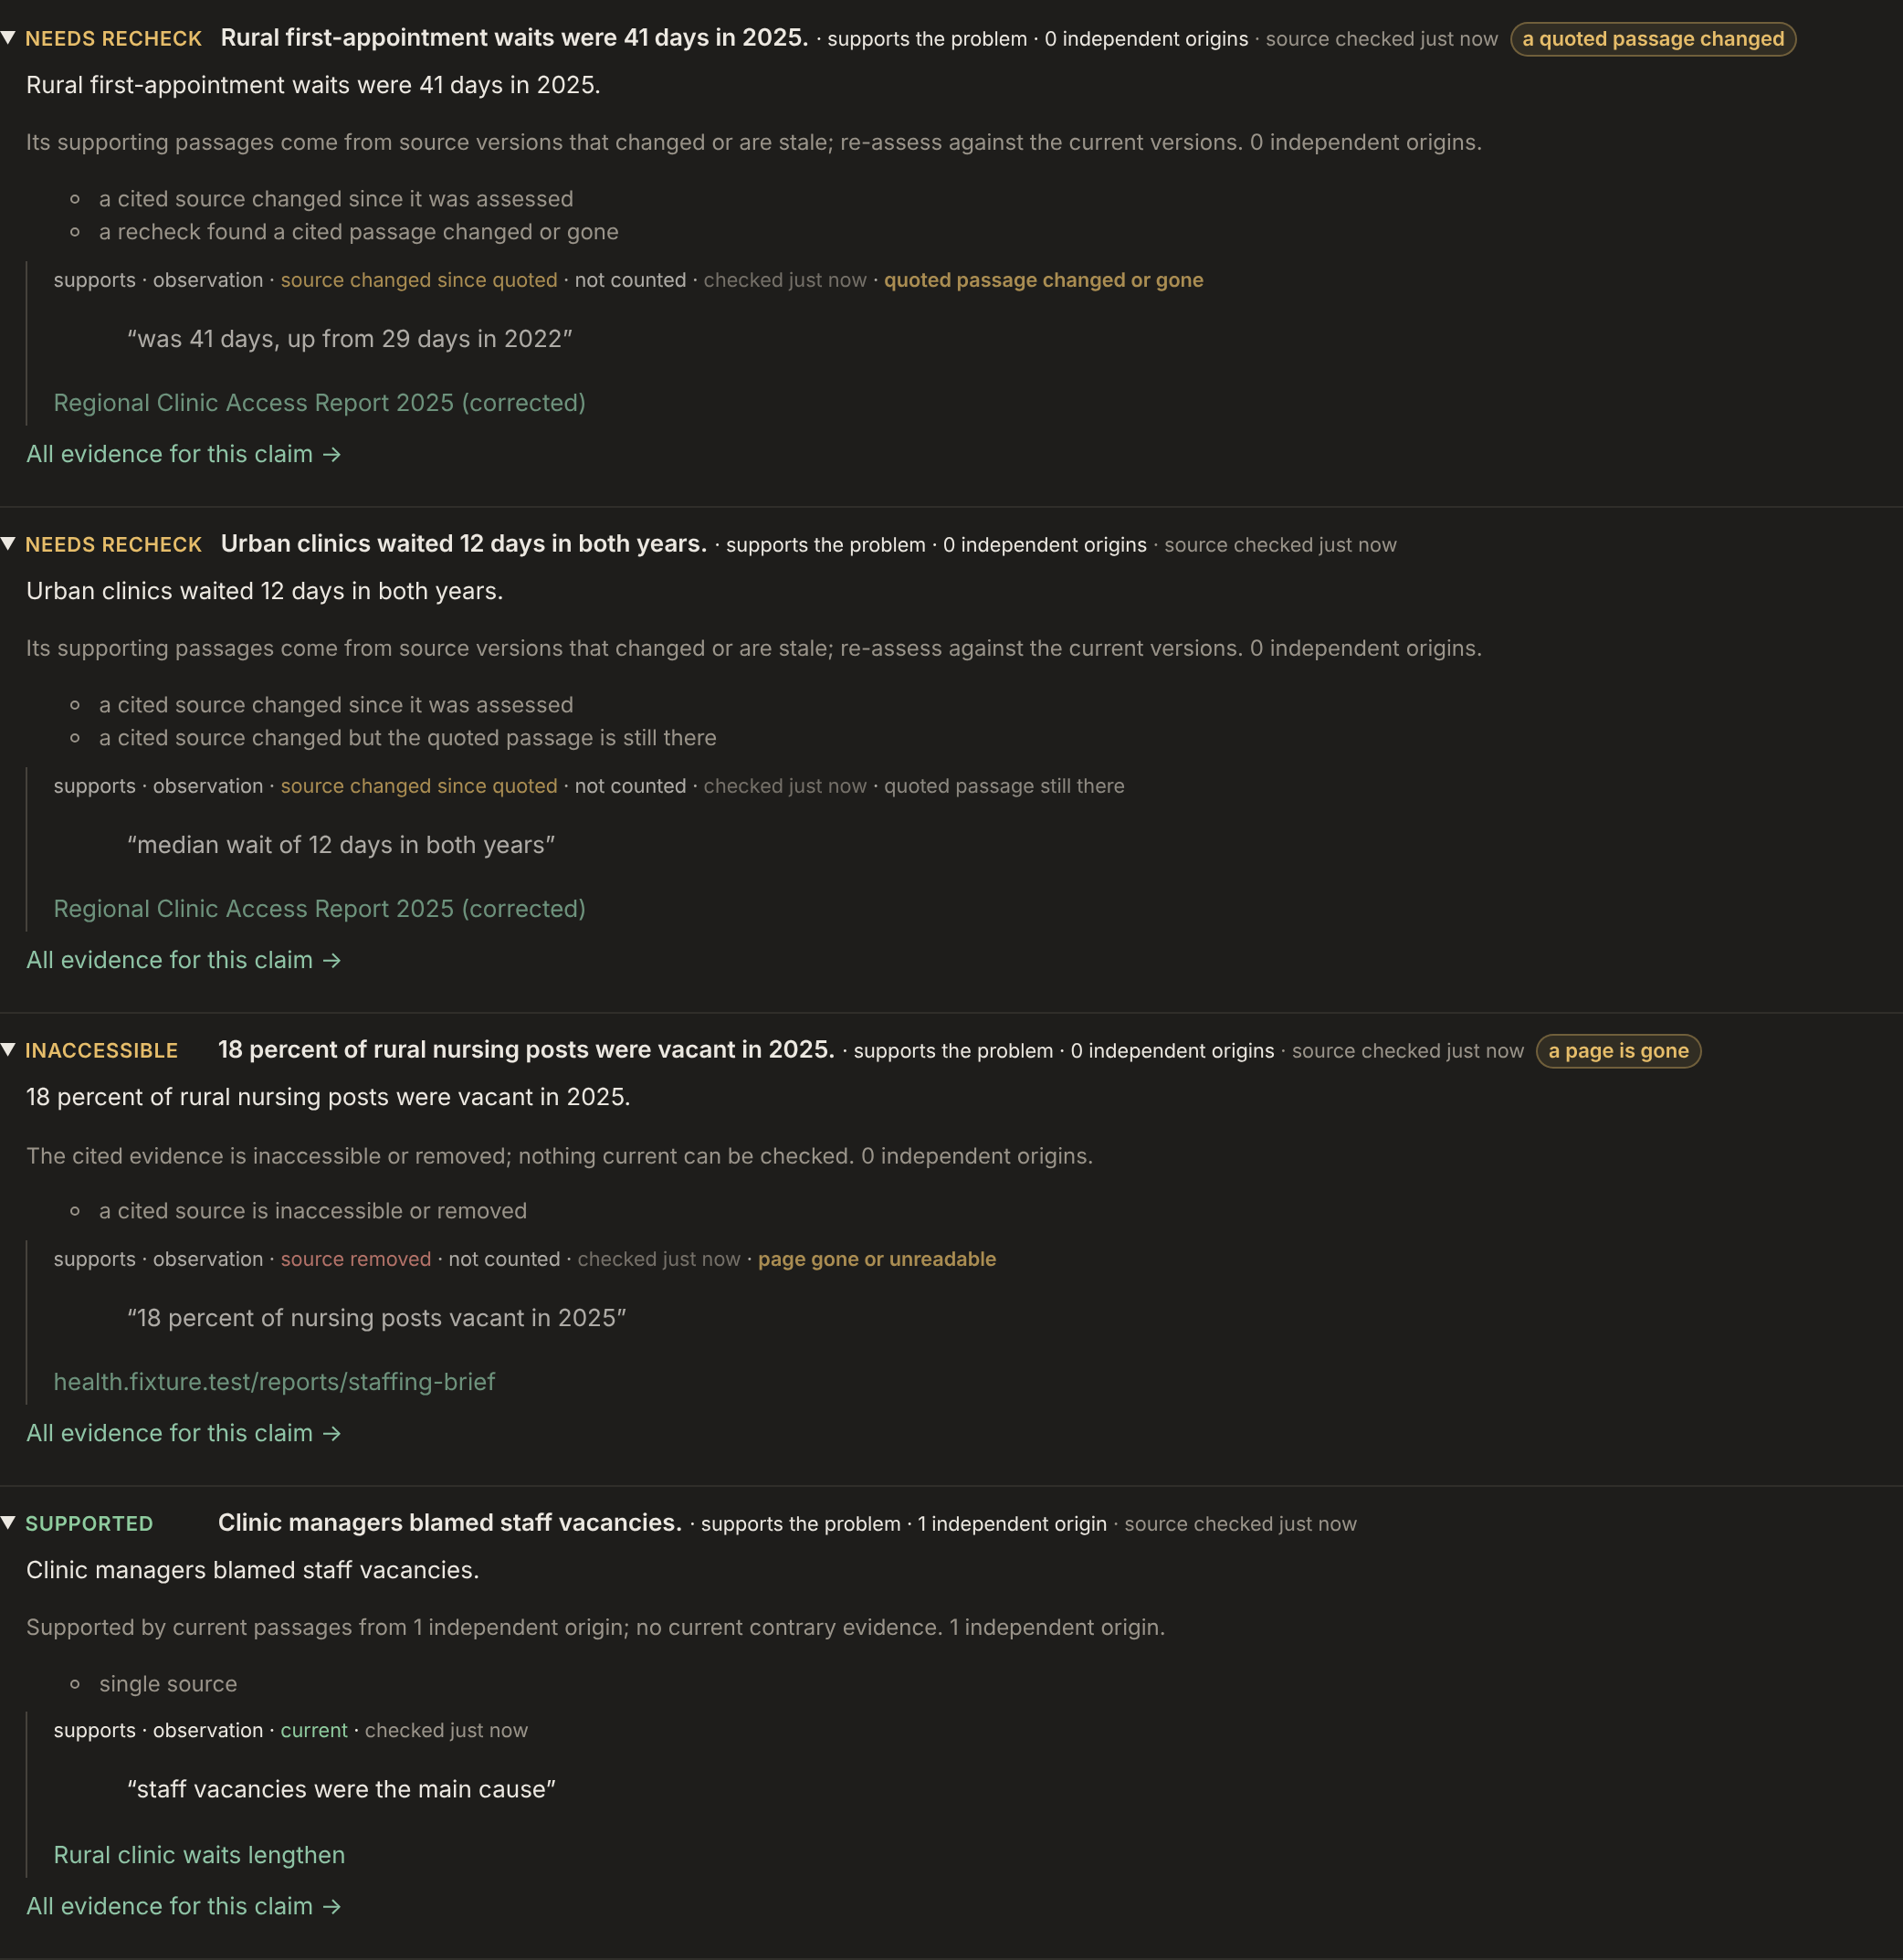 NEEDS RECHECK Rural first-appointment waits were 41 days in 2025. · supports the problem · 0 independent origins · source checked just now a quoted passage changed
Rural first-appointment waits were 41 days in 2025.
Its supporting passages come from source versions that changed or are stale; re-assess against the current versions. 0 independent origins.
a cited source changed since it was assessed
a recheck found a cited passage changed or gone
supports · observation · source changed since quoted · not counted · checked just now · quoted passage changed or gone
“was 41 days, up from 29 days in 2022”
Regional Clinic Access Report 2025 (corrected)
All evidence for this claim →
NEEDS RECHECK Urban clinics waited 12 days in both years. · supports the problem · 0 independent origins · source checked just now
Urban clinics waited 12 days in both years.
Its supporting passages come from source versions that changed or are stale; re-assess against the current versions. 0 independent origins.
a cited source changed since it was assessed
a cited source changed but the quoted passage is still there
supports · observation · source changed since quoted · not counted · checked just now · quoted passage still there
“median wait of 12 days in both years”
Regional Clinic Access Report 2025 (corrected)
All evidence for this claim →
INACCESSIBLE 18 percent of rural nursing posts were vacant in 2025. · supports the problem · 0 independent origins · source checked just now a page is gone
18 percent of rural nursing posts were vacant in 2025.
The cited evidence is inaccessible or removed; nothing current can be checked. 0 independent origins.
a cited source is inaccessible or removed
supports · observation · source removed · not counted · checked just now · page gone or unreadable
“18 percent of nursing posts vacant in 2025”
health.fixture.test/reports/staffing-brief
All evidence for this claim →
SUPPORTED Clinic managers blamed staff vacancies. · supports the problem · 1 independent origin · source checked just now
Clinic managers blamed staff vacancies.
Supported by current passages from 1 independent origin; no current contrary evidence. 1 independent origin.
single source
supports · observation · current · checked just now
“staff vacancies were the main cause”
Rural clinic waits lengthen
All evidence for this claim →